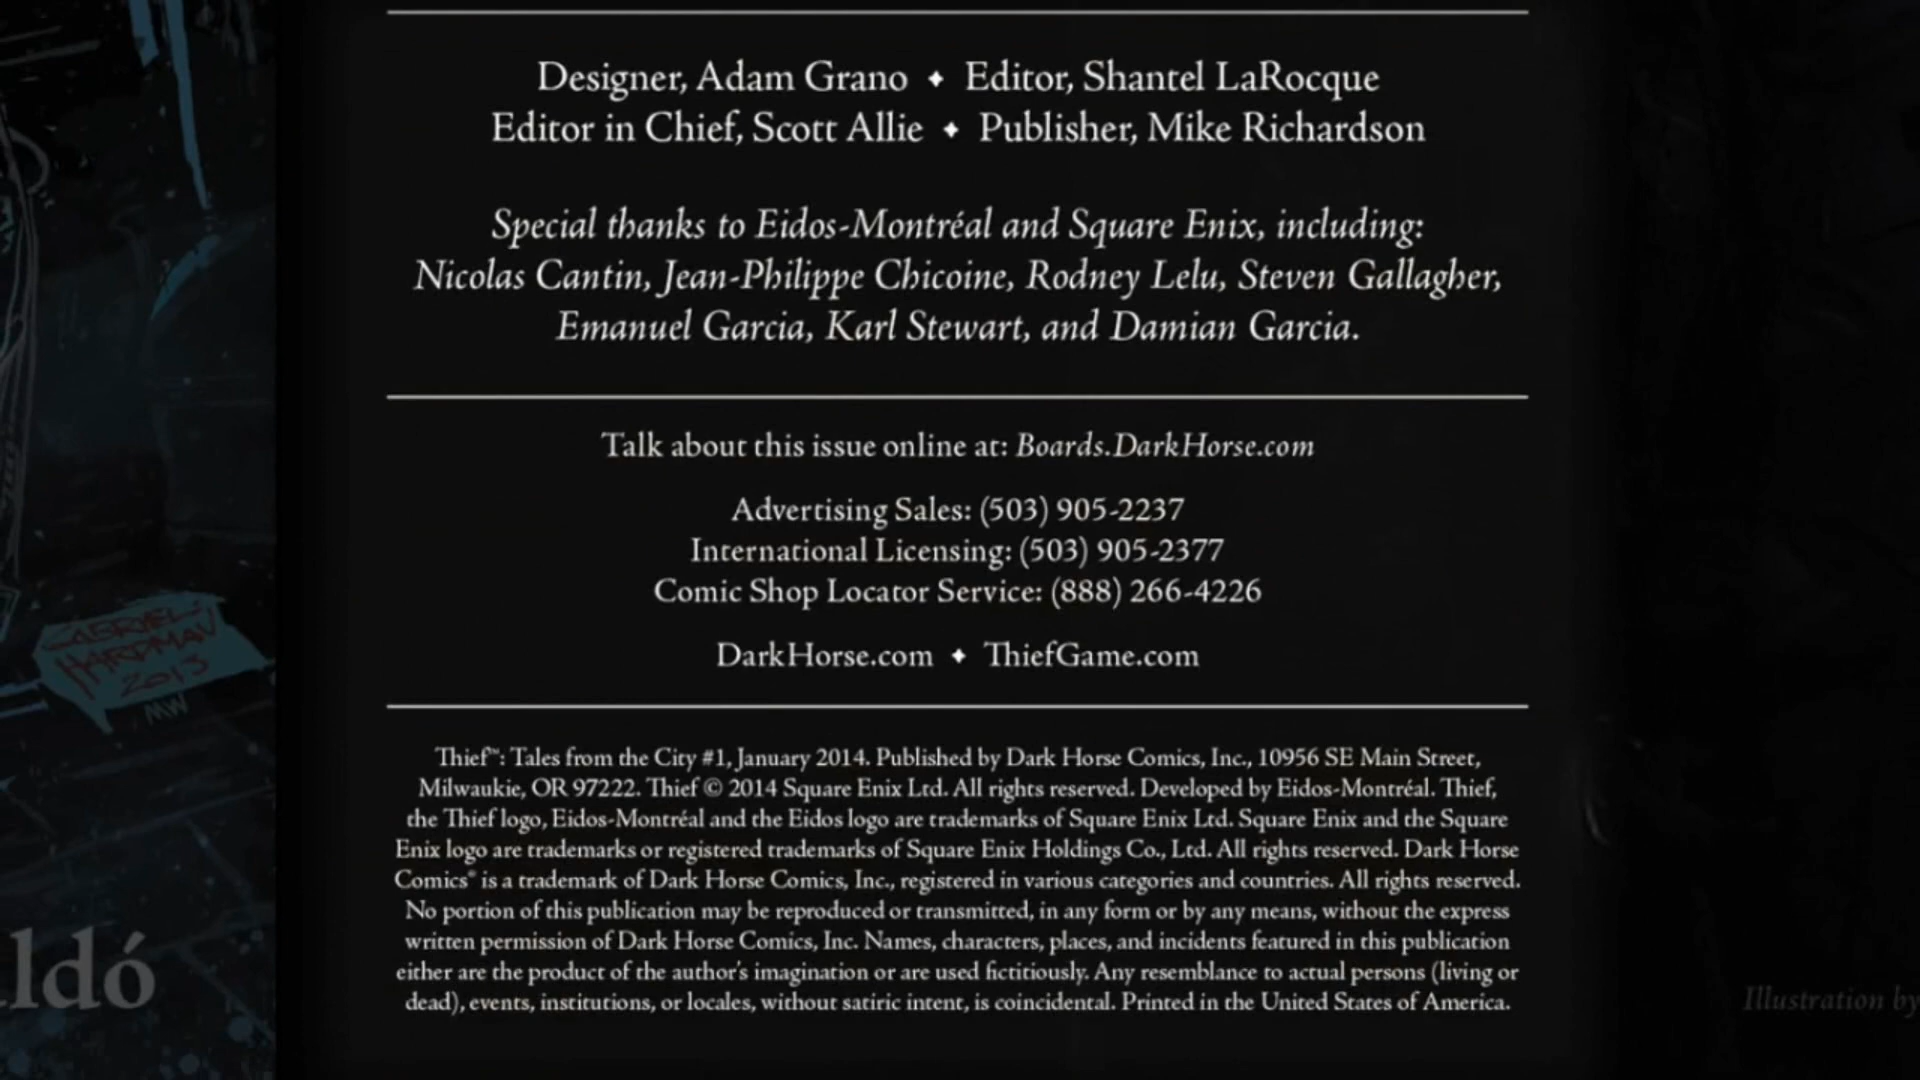 Designer, Adam Grano ✦ Editor, Shantel LaRocque
Editor in Chief, Scott Allie ✦ Publisher, Mike Richardson
Special thanks to Eidos-Montréal and Square Enix, including:
Nicolas Cantin, Jean-Philippe Chicoine, Rodney Lelu, Steven Gallagher,
Emanuel Garcia, Karl Stewart, and Damian Garcia.
Talk about this issue online at: Boards.DarkHorse.com
Advertising Sales: (503) 905-2237
International Licensing: (503) 905-2377
Comic Shop Locator Service: (888) 266-4226
DarkHorse.com ✦ ThiefGame.com
GABRIEL
HARDMAN
2013
MW
Thief™: Tales from the City #1, January 2014. Published by Dark Horse Comics, Inc., 10956 SE Main Street,
Milwaukie, OR 97222. Thief © 2014 Square Enix Ltd. All rights reserved. Developed by Eidos-Montréal. Thief,
the Thief logo, Eidos-Montréal and the Eidos logo are trademarks of Square Enix Ltd. Square Enix and the Square
Enix logo are trademarks or registered trademarks of Square Enix Holdings Co., Ltd. All rights reserved. Dark Horse
Comics® is a trademark of Dark Horse Comics, Inc., registered in various categories and countries. All rights reserved.
No portion of this publication may be reproduced or transmitted, in any form or by any means, without the express
written permission of Dark Horse Comics, Inc. Names, characters, places, and incidents featured in this publication
either are the product of the author's imagination or are used fictitiously. Any resemblance to actual persons (living or
dead), events, institutions, or locales, without satiric intent, is coincidental. Printed in the United States of America.
ldó
Illustration by